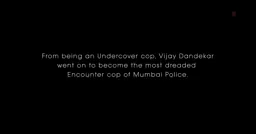 From being an Undercover cop, Vijay Dandekar
went on to become the most dreaded
Encounter cop of Mumbai Police.